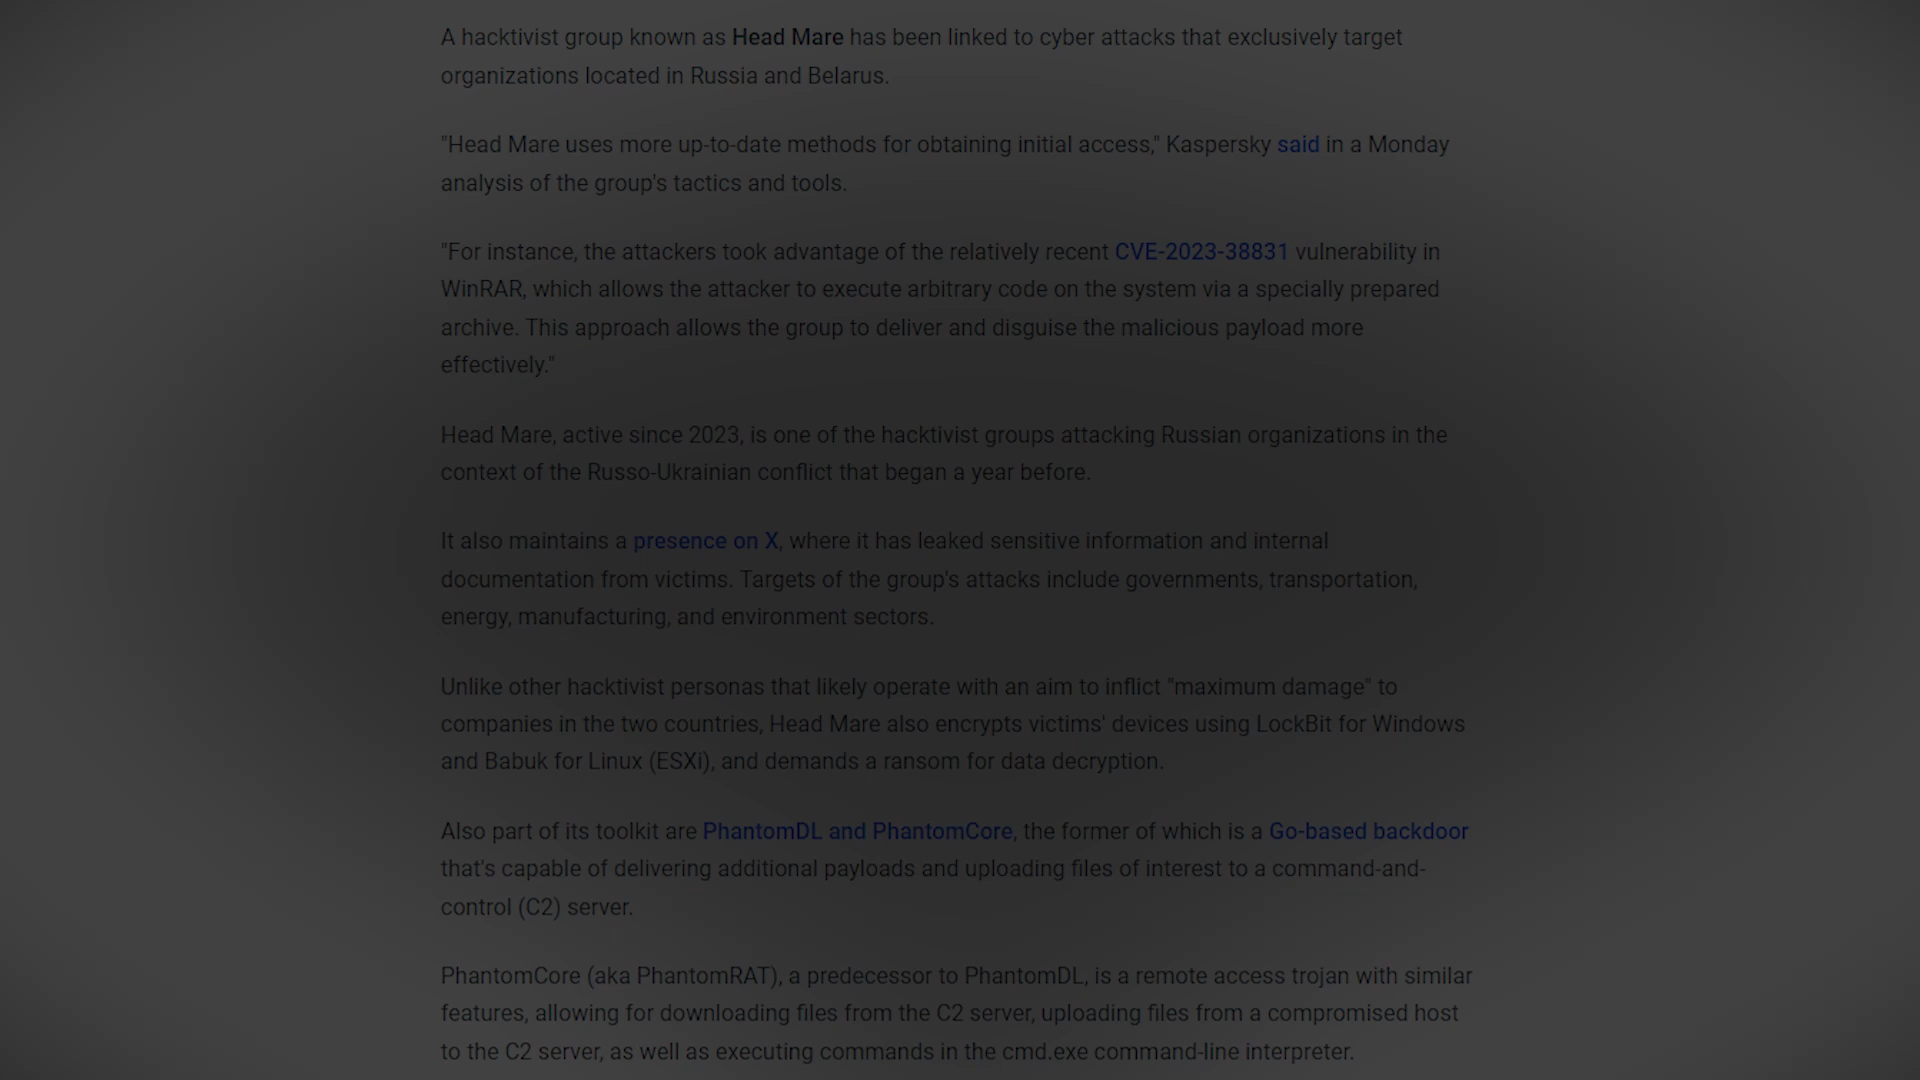 A hacktivist group known as Head Mare has been linked to cyber attacks that exclusively target
organizations located in Russia and Belarus.
"Head Mare uses more up-to-date methods for obtaining initial access," Kaspersky said in a Monday
analysis of the group's tactics and tools.
"For instance, the attackers took advantage of the relatively recent CVE-2023-38831 vulnerability in
WinRAR, which allows the attacker to execute arbitrary code on the system via a specially prepared
archive. This approach allows the group to deliver and disguise the malicious payload more
effectively."
Head Mare, active since 2023, is one of the hacktivist groups attacking Russian organizations in the
context of the Russo-Ukrainian conflict that began a year before.
It also maintains a presence on X, where it has leaked sensitive information and internal
documentation from victims. Targets of the group's attacks include governments, transportation,
energy, manufacturing, and environment sectors.
Unlike other hacktivist personas that likely operate with an aim to inflict "maximum damage" to
companies in the two countries, Head Mare also encrypts victims' devices using LockBit for Windows
and Babuk for Linux (ESXi), and demands a ransom for data decryption.
Also part of its toolkit are PhantomDL and PhantomCore, the former of which is a Go-based backdoor
that's capable of delivering additional payloads and uploading files of interest to a command-and-
control (C2) server.
PhantomCore (aka PhantomRAT), a predecessor to PhantomDL, is a remote access trojan with similar
features, allowing for downloading files from the C2 server, uploading files from a compromised host
to the C2 server, as well as executing commands in the cmd.exe command-line interpreter.